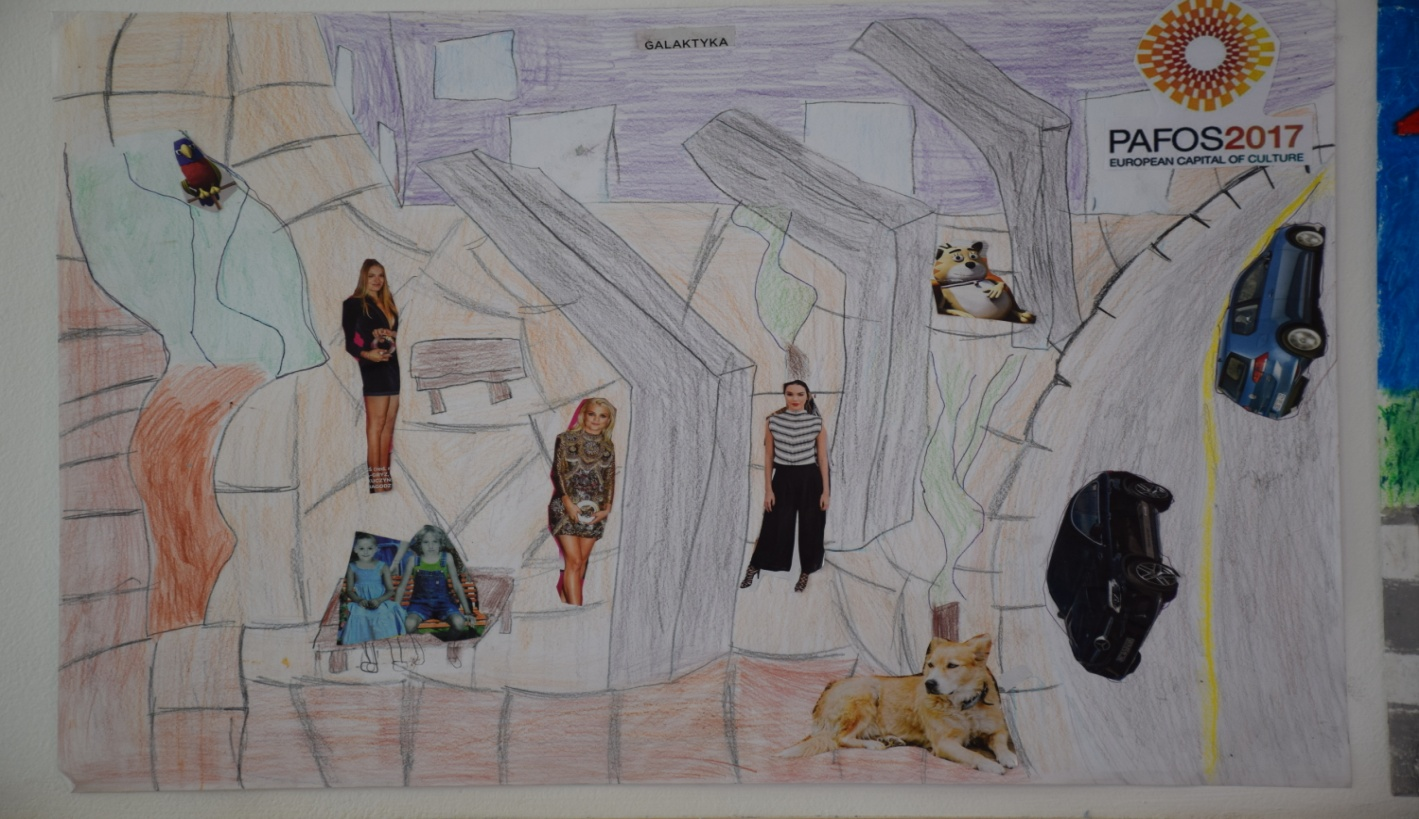 GALAKTYKA
PAFOS2017
EUROPEAN CAPITAL OF CULTURE